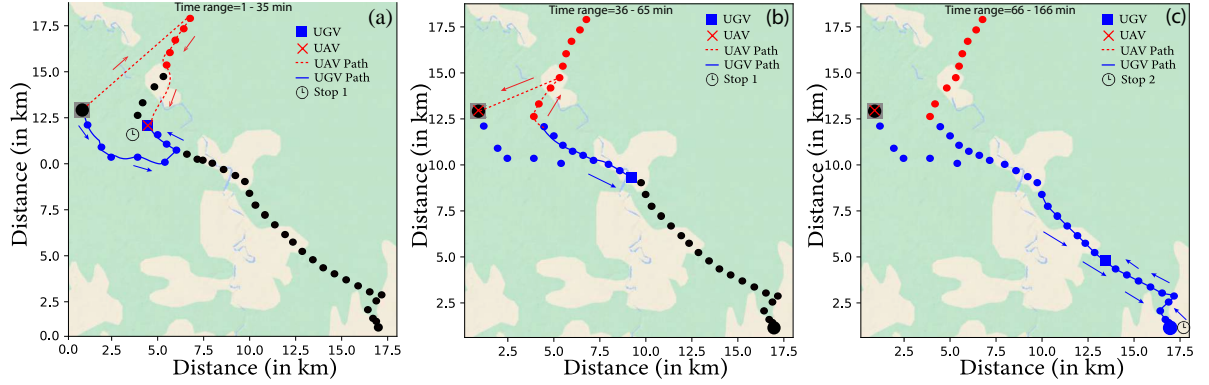 Time range=1 - 35 min
(a)
UGV
UAV
UAV Path
UGV Path
Stop 1
17.5
15.0
12.5
0.0
7.5
5.0
2.5
0.0
Distance (in km)
0.0 2.5 5.0 7.5 10.0 12.5 15.0 17.5
Distance (in km)
Time range=36 - 65 min
(b)
UGV
UAV
UAV Path
UGV Path
Stop 1
17.5
15.0
12.5
10.0
7.5
5.0
2.5
Distance (in km)
2.5 5.0 7.5 10.0 12.5 15.0 17.5
Distance (in km)
Time range=66 - 166 min
(c)
UGV
UAV
UAV Path
UGV Path
Stop 2
17.5
15.0
12.5
10.0
7.5
5.0
2.5
Distance (in km)
2.5 5.0 7.5 10.0 12.5 15.0 17.5
Distance (in km)